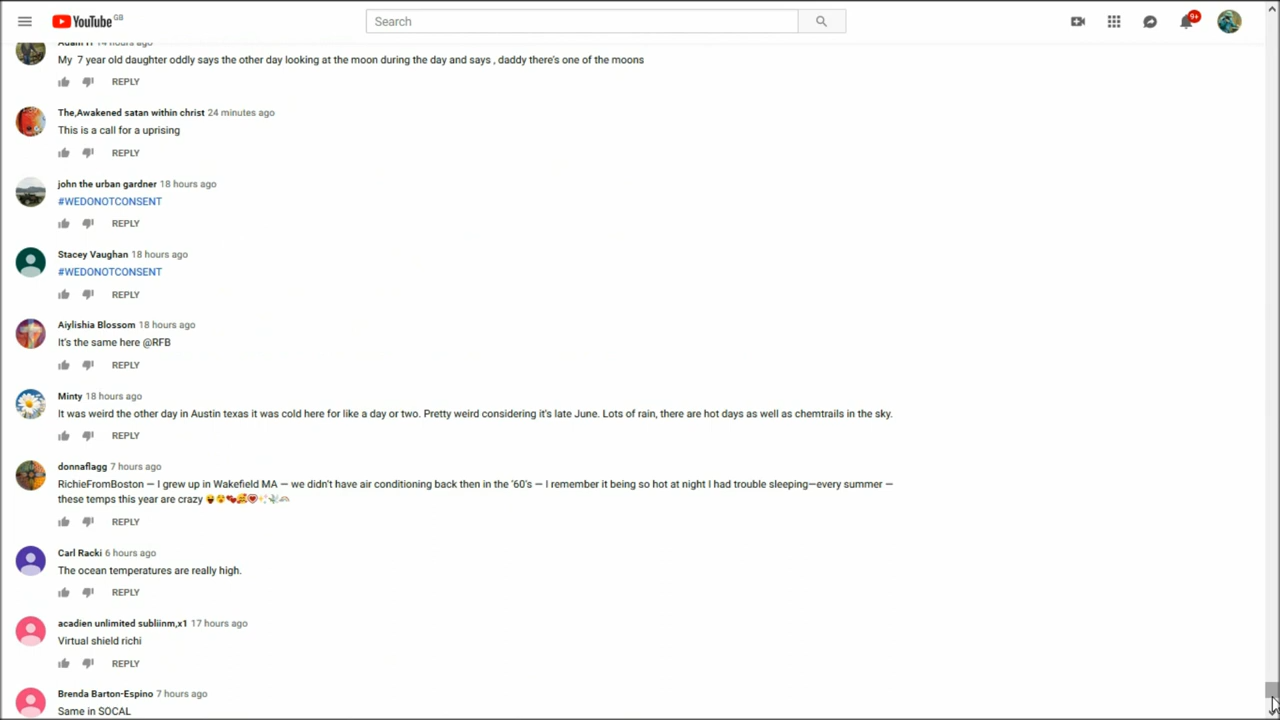 YouTube GB
Search
9+
14 hours ago
My 7 year old daughter oddly says the other day looking at the moon during the day and says , daddy there's one of the moons
REPLY
The,Awakened satan within christ 24 minutes ago
This is a call for a uprising
REPLY
john the urban gardner 18 hours ago
#WEDONOTCONSENT
REPLY
Stacey Vaughan 18 hours ago
#WEDONOTCONSENT
REPLY
Aiylishia Blossom 18 hours ago
It's the same here @RFB
REPLY
Minty 18 hours ago
It was weird the other day in Austin texas it was cold here for like a day or two. Pretty weird considering it's late June. Lots of rain, there are hot days as well as chemtrails in the sky.
REPLY
donnaflagg 7 hours ago
RichieFromBoston — I grew up in Wakefield MA — we didn't have air conditioning back then in the '60's — I remember it being so hot at night I had trouble sleeping—every summer —
these temps this year are crazy
REPLY
Carl Racki 6 hours ago
The ocean temperatures are really high.
REPLY
acadien unlimited subliinm,x1 17 hours ago
Virtual shield richi
REPLY
Brenda Barton-Espino 7 hours ago
Same in SOCAL